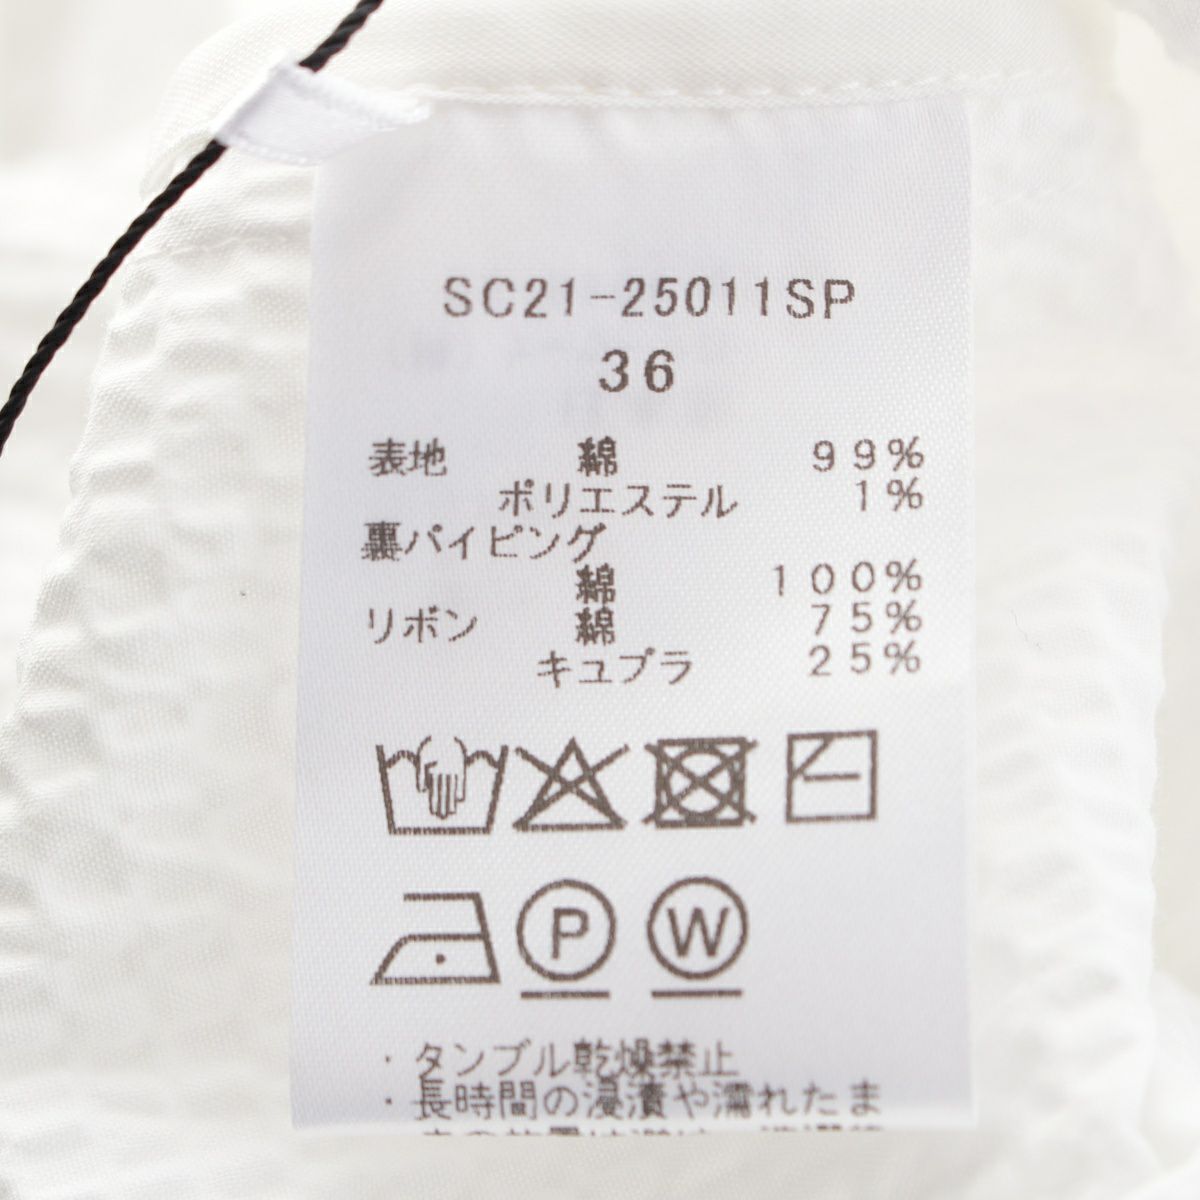 SC21-25011SP
36
表地 綿 99%
ポリエステル 1%
裏パイピング
綿 100%
リボン 綿 75%
キュプラ 25%
P W
・タンブル乾燥禁止
・長時間の浸漬や濡れたま